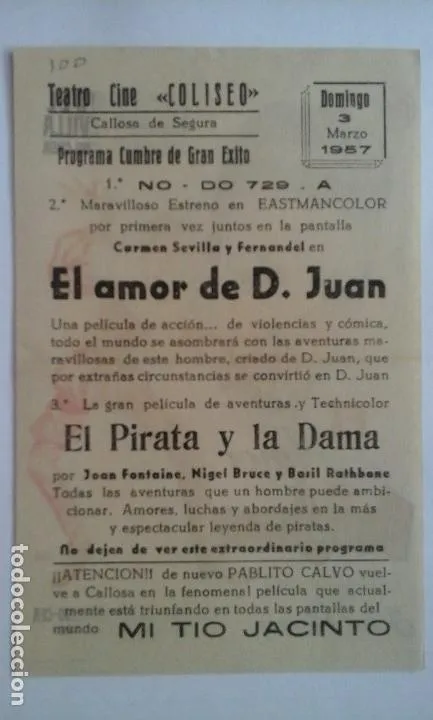 100
Teatro Cine «COLISEO»
Callosa de Segura
Domingo
3
Marzo
1957
Programa Cumbre de Gran Exito
1.° NO - DO 729 . A
2.° Maravilloso Estreno en EASTMANCOLOR
por primera vez juntos en la pantalla
Carmen Sevilla y Fernandel en
El amor de D. Juan
Una película de acción... de violencias y cómica,
todo el mundo se asombrará con las aventuras ma-
ravillosas de este hombre, criado de D. Juan, que
por extrañas circunstancias se convirtió en D. Juan
3.° La gran película de aventuras .y Technicolor
El Pirata y la Dama
por Joan Fontaine, Nigel Bruce y Basil Rathbone
Todas las aventuras que un hombre puede ambi-
cionar. Amores, luchas y abordajes en la más
y espectacular leyenda de piratas.
No dejen de ver este extraordinario programa
¡¡ATENCION!! de nuevo PABLITO CALVO vuel-
ve a Callosa en la fenomenal película que actual-
mente está triunfando en todas las pantallas del
mundo MI TIO JACINTO
todocoleccion